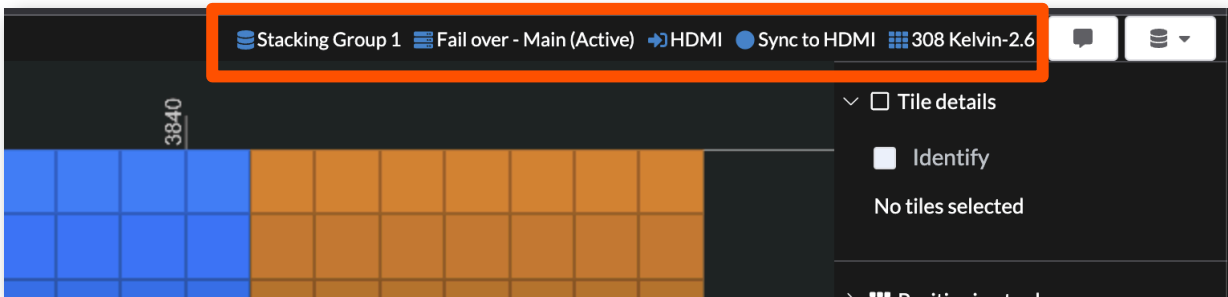 Stacking Group 1 Fail over - Main (Active) HDMI Sync to HDMI 308 Kelvin-2.6
3840
Tile details
Identify
No tiles selected